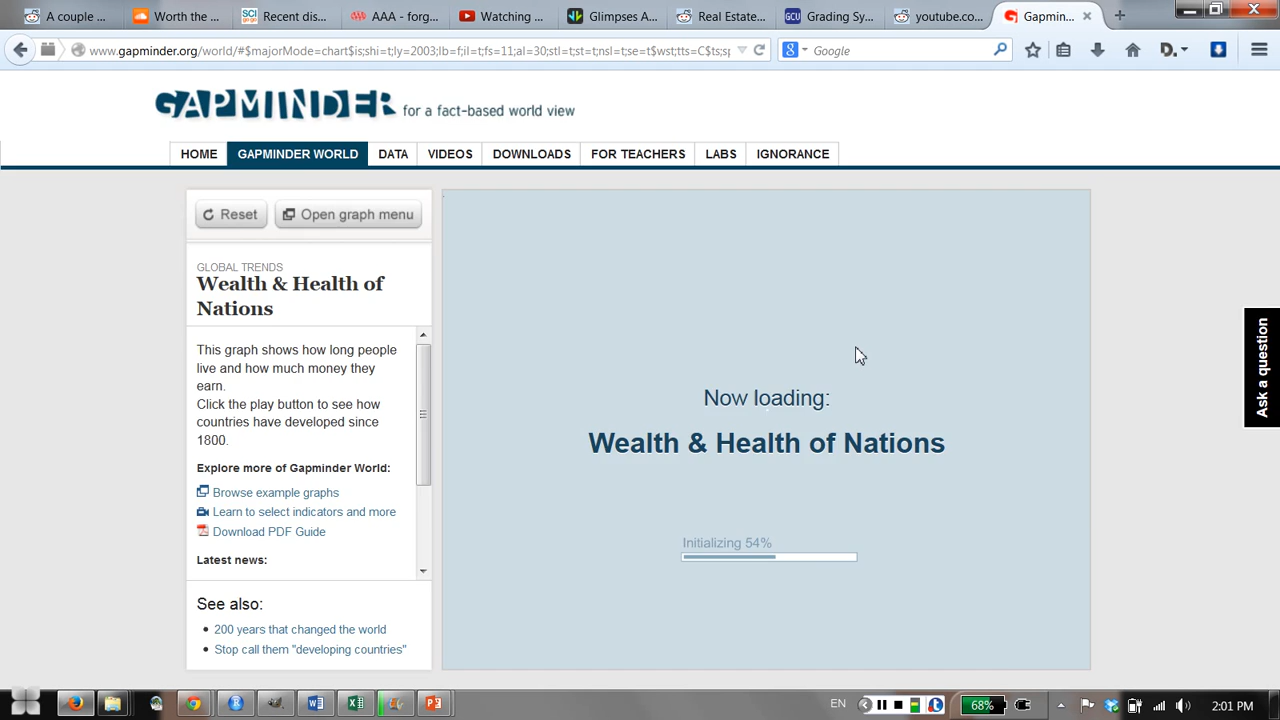 A couple ...
Worth the ...
SCI
Recent dis...
AAA - forg...
Watching ...
Glimpses A...
Real Estate...
GCU
Grading Sy...
youtube.co...
Gapmin...
www.gapminder.org/world/#$majorMode=chart$is;shi=t;ly=2003;lb=f;il=t;fs=11;al=30;stl=t;st=t;nsl=t;se=t$wst;tts=C$ts;sp
Google
D.
GAPMINDER for a fact-based world view
HOME
GAPMINDER WORLD
DATA
VIDEOS
DOWNLOADS
FOR TEACHERS
LABS
IGNORANCE
Reset
Open graph menu
GLOBAL TRENDS
Wealth & Health of
Nations
This graph shows how long people
live and how much money they
earn.
Click the play button to see how
countries have developed since
1800.
Explore more of Gapminder World:
Browse example graphs
Learn to select indicators and more
Download PDF Guide
Latest news:
See also:
200 years that changed the world
Stop call them "developing countries"
Now loading:
Wealth & Health of Nations
Initializing 54%
Ask a question
EN
68%
2:01 PM